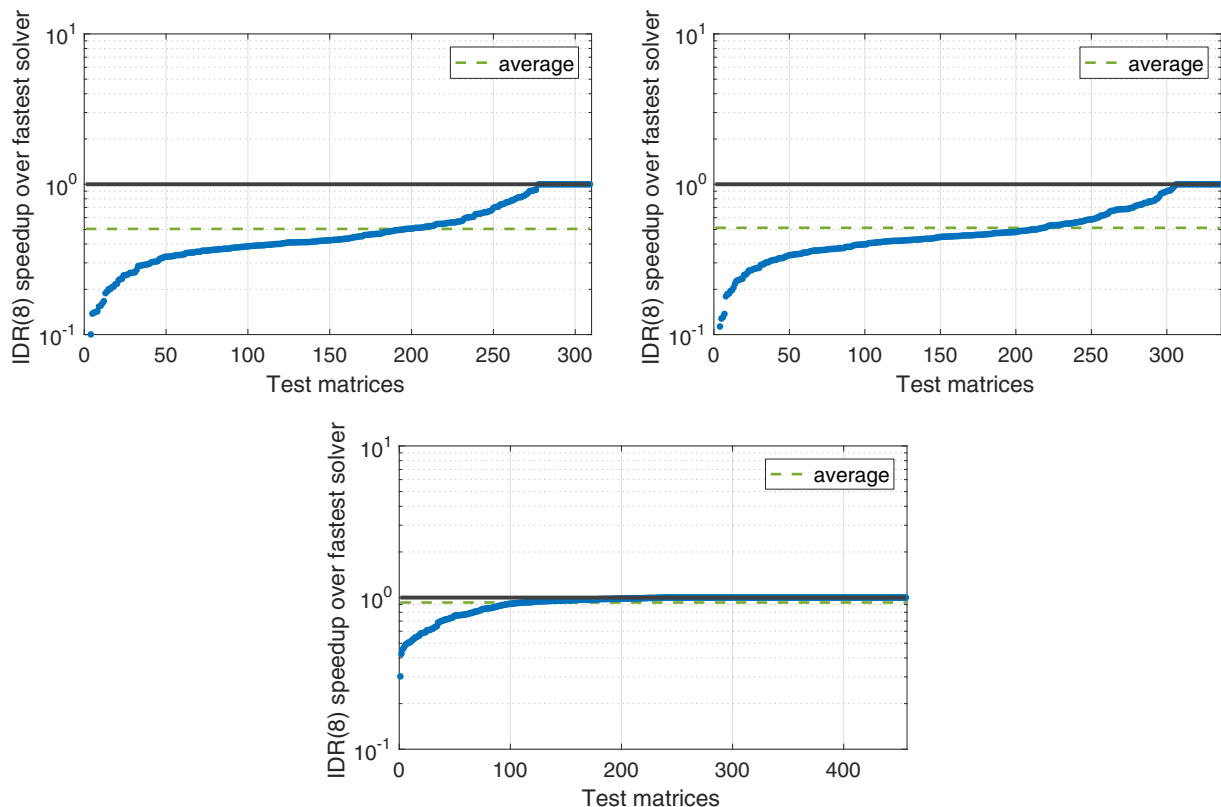 IDR(8) speedup over fastest solver
10^1
10^0
10^-1
average
0 50 100 150 200 250 300
Test matrices
IDR(8) speedup over fastest solver
10^1
10^0
10^-1
average
0 50 100 150 200 250 300
Test matrices
IDR(8) speedup over fastest solver
10^1
10^0
10^-1
average
0 100 200 300 400
Test matrices